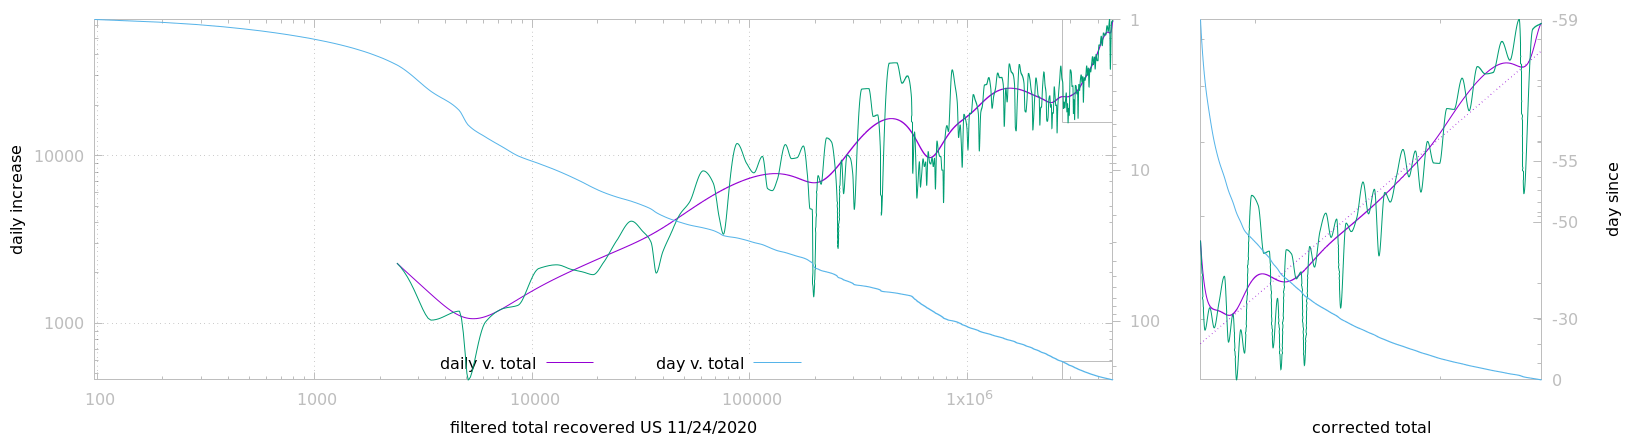 daily increase
10000
1000
daily v. total
day v. total
100
1000
10000
100000
1x10⁶
filtered total recovered US 11/24/2020
1
10
100
-59
-55
-50
-30
0
day since
corrected total